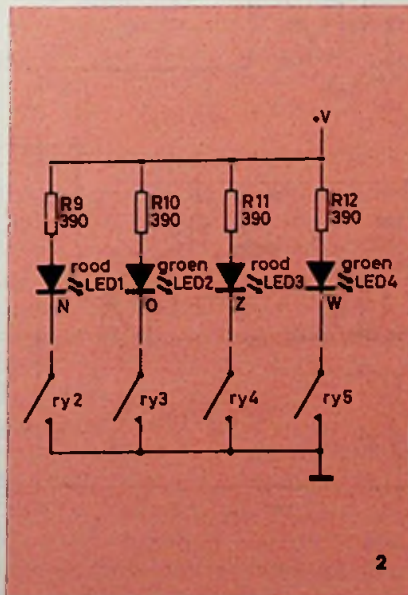 +V
R9 R10 R11 R12
390 390 390 390
rood groen rood groen
LED1 LED2 LED3 LED4
N O Z W
ry2 ry3 ry4 ry5
2